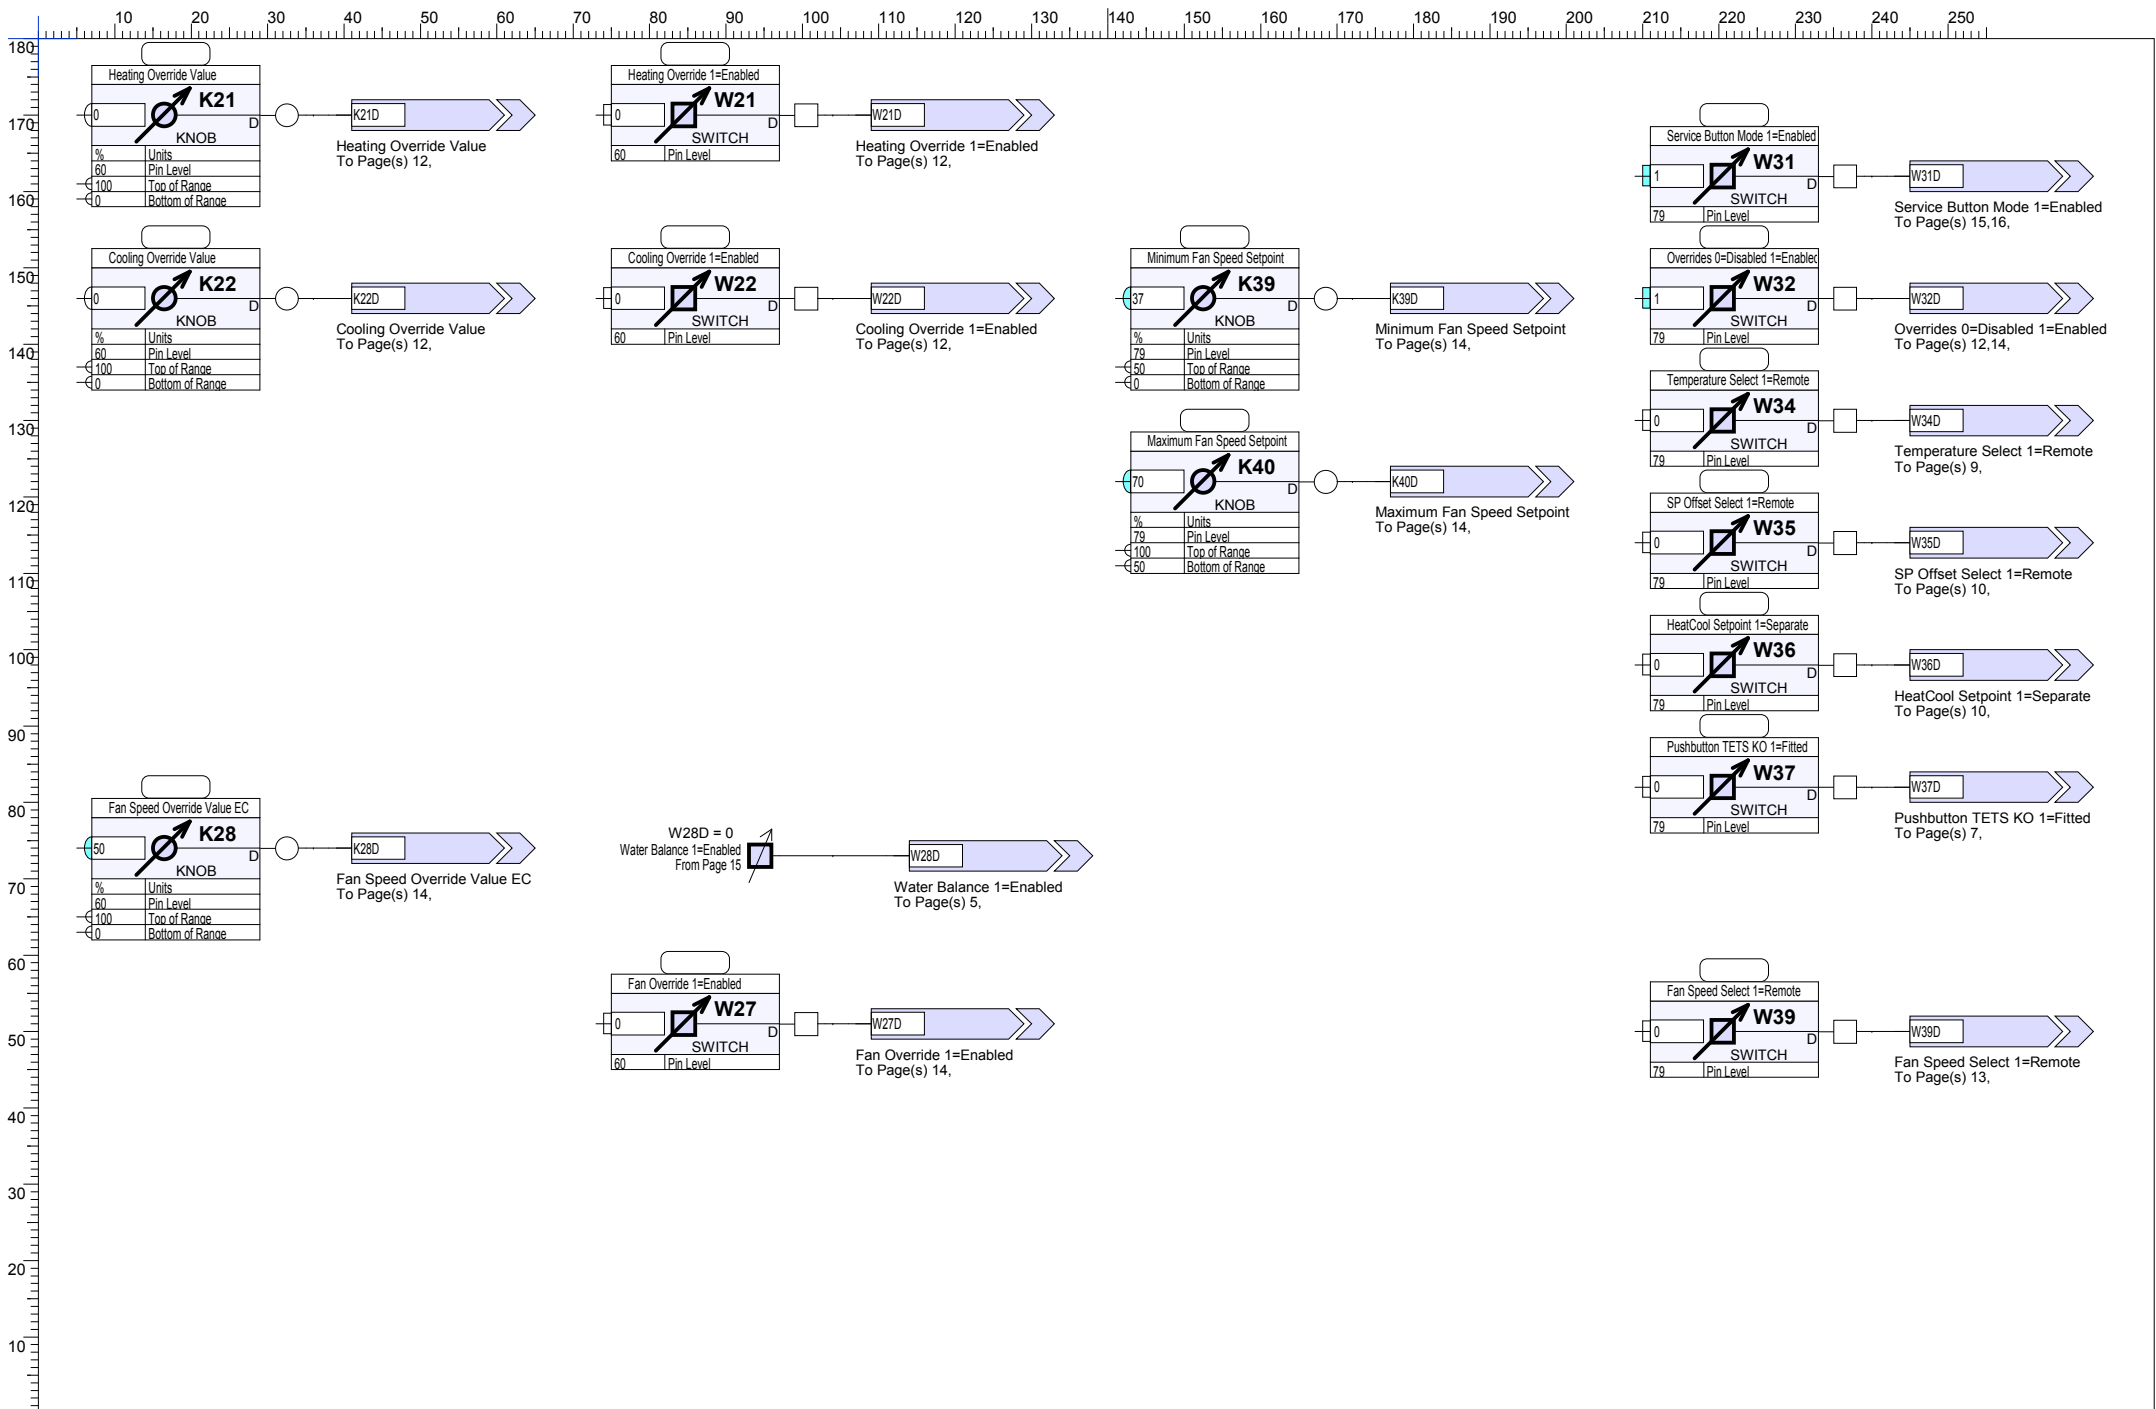 10 20 30 40 50 60 70 80 90 100 110 120 130 140 150 160 170 180 190 200 210 220 230 240 250
180
170
160
150
140
130
120
110
100
90
80
70
60
50
40
30
20
10
Heating Override Value
K21
0
D
KNOB
% Units
60 Pin Level
100 Top of Range
0 Bottom of Range
K21D
Heating Override Value
To Page(s) 12,
Heating Override 1=Enabled
W21
0
D
SWITCH
60 Pin Level
W21D
Heating Override 1=Enabled
To Page(s) 12,
Service Button Mode 1=Enabled
W31
1
D
SWITCH
79 Pin Level
W31D
Service Button Mode 1=Enabled
To Page(s) 15,16,
Cooling Override Value
K22
0
D
KNOB
% Units
60 Pin Level
100 Top of Range
0 Bottom of Range
K22D
Cooling Override Value
To Page(s) 12,
Cooling Override 1=Enabled
W22
0
D
SWITCH
60 Pin Level
W22D
Cooling Override 1=Enabled
To Page(s) 12,
Minimum Fan Speed Setpoint
K39
37
D
KNOB
% Units
79 Pin Level
50 Top of Range
0 Bottom of Range
K39D
Minimum Fan Speed Setpoint
To Page(s) 14,
Overrides 0=Disabled 1=Enabled
W32
1
D
SWITCH
79 Pin Level
W32D
Overrides 0=Disabled 1=Enabled
To Page(s) 12,14,
Temperature Select 1=Remote
W34
0
D
SWITCH
79 Pin Level
W34D
Temperature Select 1=Remote
To Page(s) 9,
Maximum Fan Speed Setpoint
K40
70
D
KNOB
% Units
79 Pin Level
100 Top of Range
50 Bottom of Range
K40D
Maximum Fan Speed Setpoint
To Page(s) 14,
SP Offset Select 1=Remote
W35
0
D
SWITCH
79 Pin Level
W35D
SP Offset Select 1=Remote
To Page(s) 10,
HeatCool Setpoint 1=Separate
W36
0
D
SWITCH
79 Pin Level
W36D
HeatCool Setpoint 1=Separate
To Page(s) 10,
Pushbutton TETS KO 1=Fitted
W37
0
D
SWITCH
79 Pin Level
W37D
Pushbutton TETS KO 1=Fitted
To Page(s) 7,
Fan Speed Override Value EC
K28
50
D
KNOB
% Units
60 Pin Level
100 Top of Range
0 Bottom of Range
K28D
Fan Speed Override Value EC
To Page(s) 14,
W28D = 0
Water Balance 1=Enabled
From Page 15
W28D
Water Balance 1=Enabled
To Page(s) 5,
Fan Override 1=Enabled
W27
0
D
SWITCH
60 Pin Level
W27D
Fan Override 1=Enabled
To Page(s) 14,
Fan Speed Select 1=Remote
W39
0
D
SWITCH
79 Pin Level
W39D
Fan Speed Select 1=Remote
To Page(s) 13,